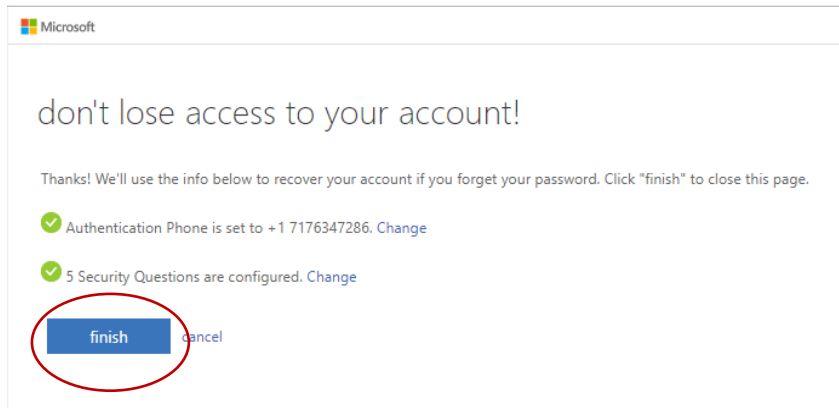 Microsoft
don't lose access to your account!
Thanks! We'll use the info below to recover your account if you forget your password. Click "finish" to close this page.
Authentication Phone is set to +1 7176347286. Change
5 Security Questions are configured. Change
finish cancel